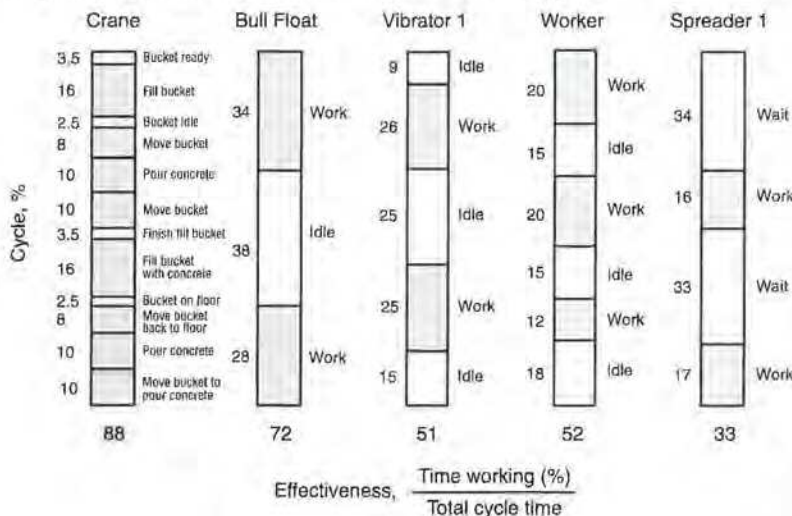 Crane
Bull Float
Vibrator 1
Worker
Spreader 1
Cycle, %
3.5 Bucket ready
16 Fill bucket
2.5 Bucket Idle
8 Move bucket
10 Pour concrete
10 Move bucket
3.5 Finish fill bucket
16 Fill bucket
with concrete
2.5 Bucket on floor
8 Move bucket
back to floor
10 Pour concrete
10 Move bucket to
pour concrete
88
34 Work
38 Idle
28 Work
72
9 Idle
26 Work
25 Idle
25 Work
15 Idle
51
20 Work
15 Idle
20 Work
15 Idle
12 Work
18 Idle
52
34 Wait
16 Work
33 Wait
17 Work
33
Effectiveness, Time working (%)
Total cycle time